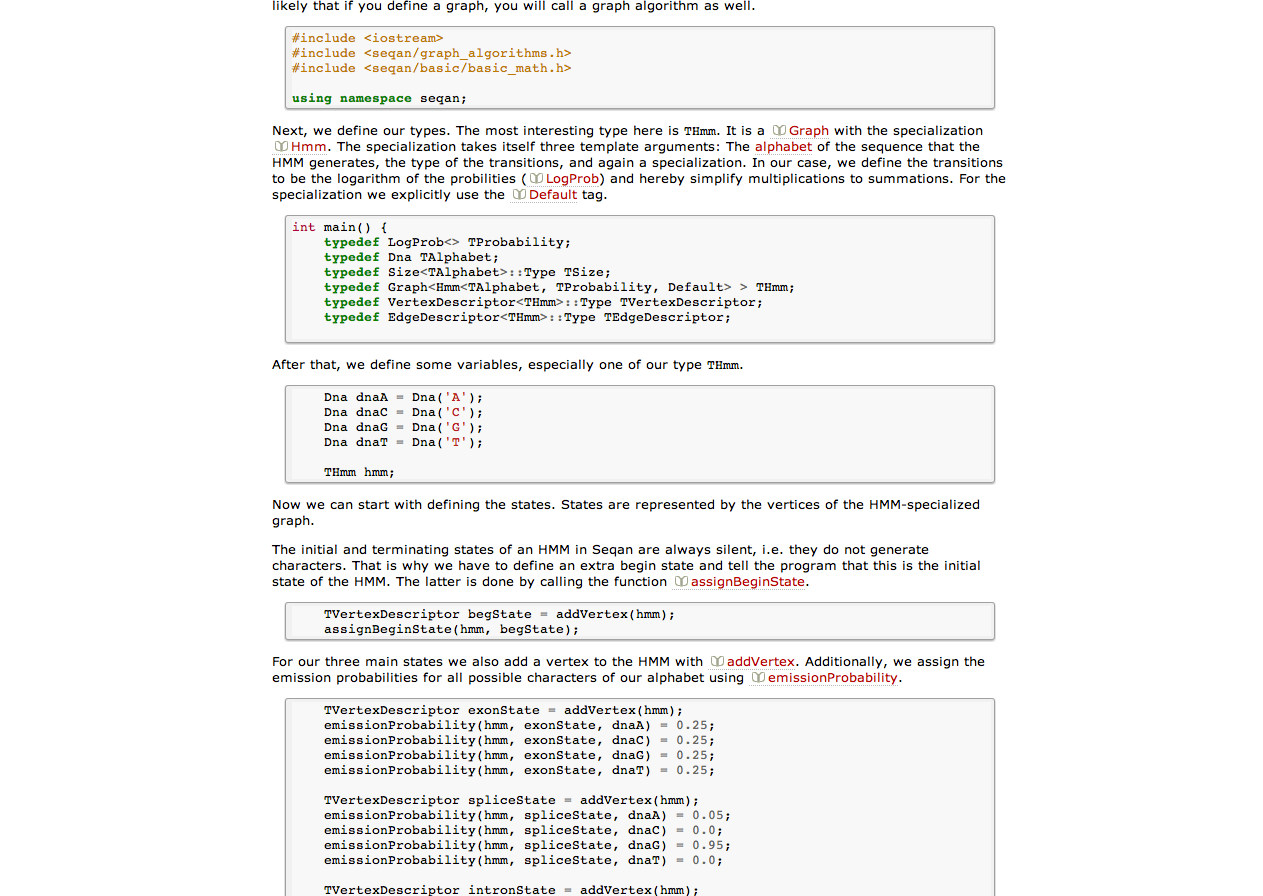 likely that if you define a graph, you will call a graph algorithm as well.
#include <iostream>
#include <seqan/graph_algorithms.h>
#include <seqan/basic/basic_math.h>
using namespace seqan;
Next, we define our types. The most interesting type here is THmm. It is a Graph with the specialization
Hmm. The specialization takes itself three template arguments: The alphabet of the sequence that the
HMM generates, the type of the transitions, and again a specialization. In our case, we define the transitions
to be the logarithm of the probilities ( LogProb) and hereby simplify multiplications to summations. For the
specialization we explicitly use the Default tag.
int main() {
    typedef LogProb<> TProbability;
    typedef Dna TAlphabet;
    typedef Size<TAlphabet>::Type TSize;
    typedef Graph<Hmm<TAlphabet, TProbability, Default> > THmm;
    typedef VertexDescriptor<THmm>::Type TVertexDescriptor;
    typedef EdgeDescriptor<THmm>::Type TEdgeDescriptor;
After that, we define some variables, especially one of our type THmm.
    Dna dnaA = Dna('A');
    Dna dnaC = Dna('C');
    Dna dnaG = Dna('G');
    Dna dnaT = Dna('T');
    THmm hmm;
Now we can start with defining the states. States are represented by the vertices of the HMM-specialized
graph.
The initial and terminating states of an HMM in Seqan are always silent, i.e. they do not generate
characters. That is why we have to define an extra begin state and tell the program that this is the initial
state of the HMM. The latter is done by calling the function assignBeginState.
    TVertexDescriptor begState = addVertex(hmm);
    assignBeginState(hmm, begState);
For our three main states we also add a vertex to the HMM with addVertex. Additionally, we assign the
emission probabilities for all possible characters of our alphabet using emissionProbability.
    TVertexDescriptor exonState = addVertex(hmm);
    emissionProbability(hmm, exonState, dnaA) = 0.25;
    emissionProbability(hmm, exonState, dnaC) = 0.25;
    emissionProbability(hmm, exonState, dnaG) = 0.25;
    emissionProbability(hmm, exonState, dnaT) = 0.25;
    TVertexDescriptor spliceState = addVertex(hmm);
    emissionProbability(hmm, spliceState, dnaA) = 0.05;
    emissionProbability(hmm, spliceState, dnaC) = 0.0;
    emissionProbability(hmm, spliceState, dnaG) = 0.95;
    emissionProbability(hmm, spliceState, dnaT) = 0.0;
    TVertexDescriptor intronState = addVertex(hmm);